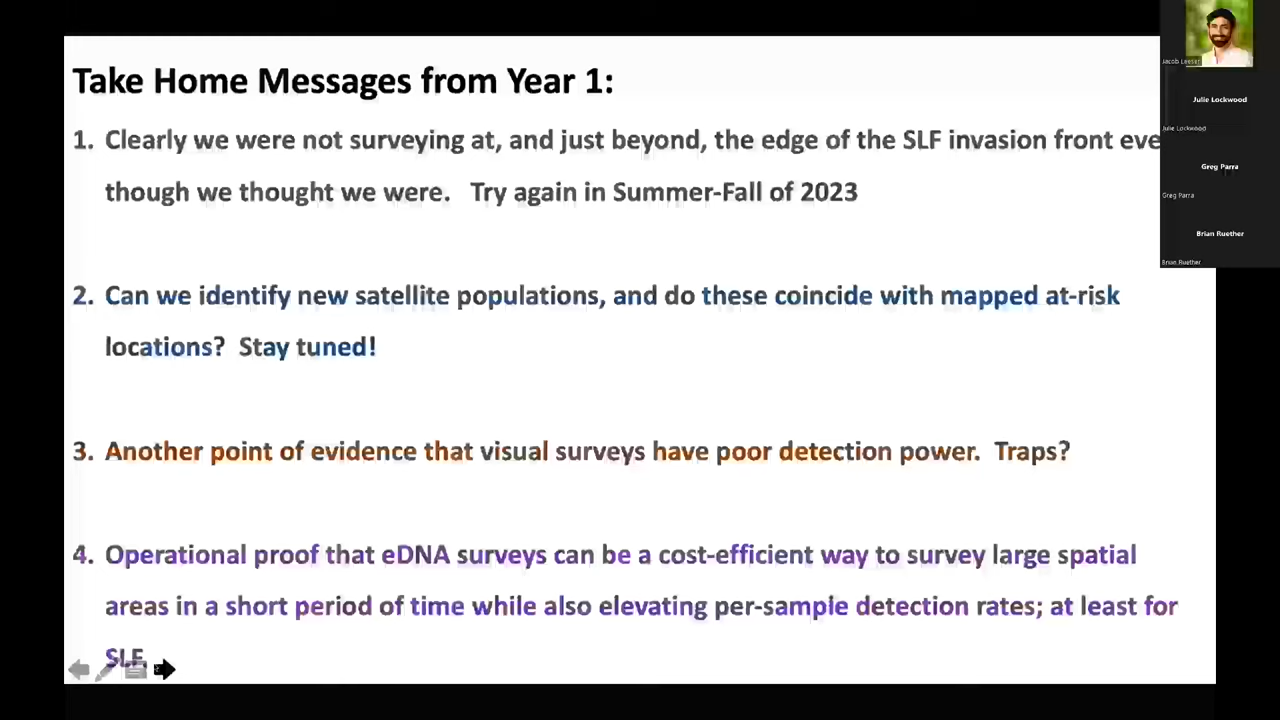 Take Home Messages from Year 1:
1. Clearly we were not surveying at, and just beyond, the edge of the SLF invasion front eve
though we thought we were. Try again in Summer-Fall of 2023
2. Can we identify new satellite populations, and do these coincide with mapped at-risk
locations? Stay tuned!
3. Another point of evidence that visual surveys have poor detection power. Traps?
4. Operational proof that eDNA surveys can be a cost-efficient way to survey large spatial
areas in a short period of time while also elevating per-sample detection rates; at least for
SLF.
Jacob Leeser
Julie Lockwood
Julie Lockwood
Greg Parra
Greg Parra
Brian Ruether
Brian Ruether